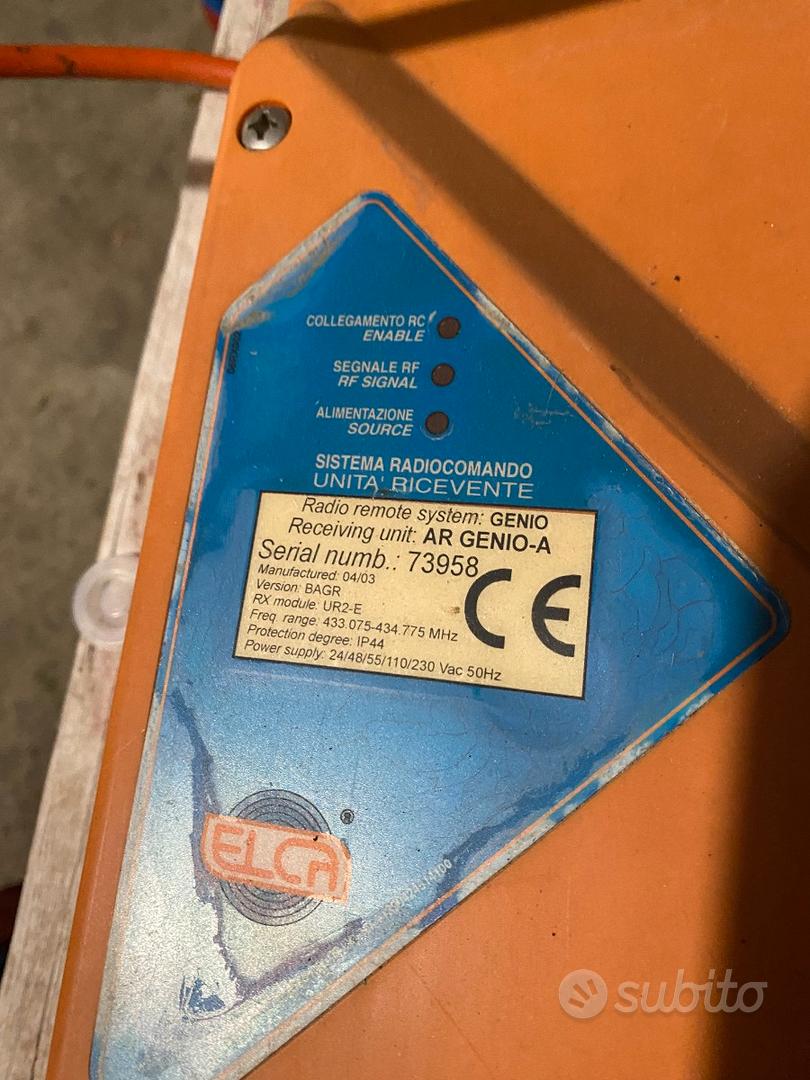 COLLEGAMENTO RC
ENABLE
SEGNALE RF
RF SIGNAL
ALIMENTAZIONE
SOURCE
SISTEMA RADIOCOMANDO
UNITA' RICEVENTE
Radio remote system: GENIO
Receiving unit: AR GENIO-A
Serial numb.: 73958
Manufactured: 04/03
Version: BAGR
RX module: UR2-E
Freq. range: 433.075-434.775 MHz
Protection degree: IP44
Power supply: 24/48/55/110/230 Vac 50Hz
CE
ELCA ®
subito